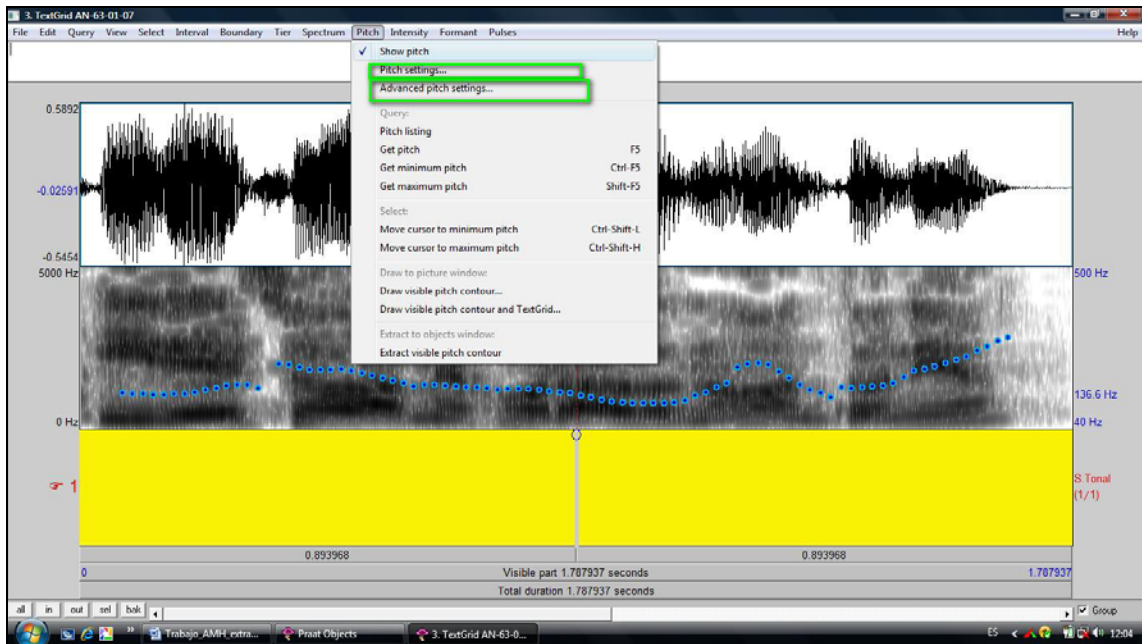 3. TextGrid AN-63-01-07
File Edit Query View Select Interval Boundary Tier Spectrum Pitch Intensity Formant Pulses Help
✓ Show pitch
Pitch settings...
Advanced pitch settings...
Query:
Pitch listing
Get pitch F5
Get minimum pitch Ctrl-F5
Get maximum pitch Shift-F5
Select:
Move cursor to minimum pitch Ctrl-Shift-L
Move cursor to maximum pitch Ctrl-Shift-H
Draw to picture window:
Draw visible pitch contour...
Draw visible pitch contour and TextGrid...
Extract to objects window:
Extract visible pitch contour
0.5892
-0.02591
-0.5454
5000 Hz 500 Hz
136.6 Hz
0 Hz 40 Hz
1 S.Tonal
(1/1)
0.893968 0.893968
0 Visible part 1.787937 seconds 1.787937
Total duration 1.787937 seconds
all in out sel bak Group
Trabajo_AMH_extra... Praat Objects 3. TextGrid AN-63-0... ES 12:04